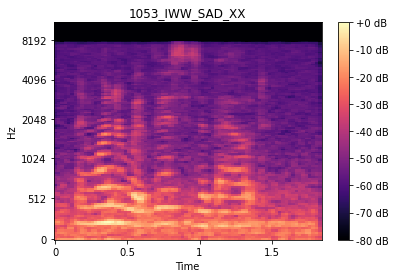 1053_IWW_SAD_XX
8192
4096
2048
1024
512
0
Hz
0
0.5
1
1.5
Time
+0 dB
-10 dB
-20 dB
-30 dB
-40 dB
-50 dB
-60 dB
-70 dB
-80 dB